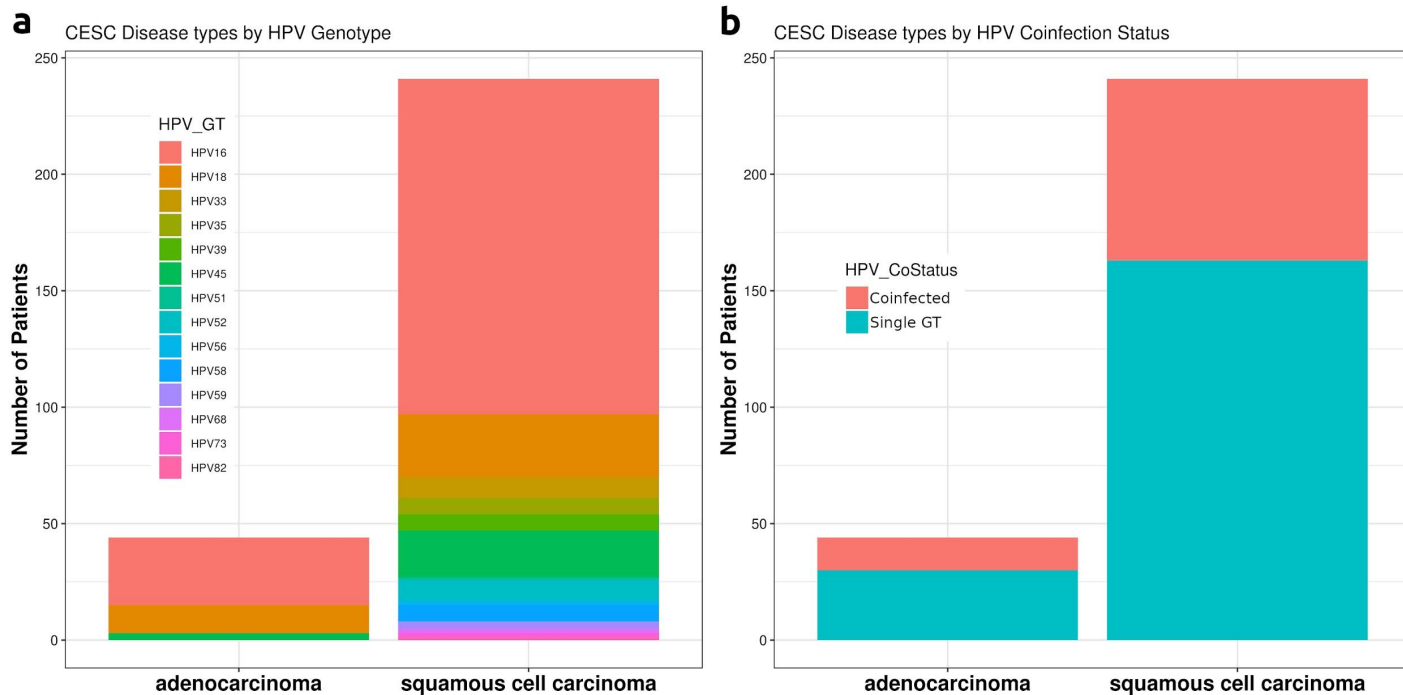 a
CESC Disease types by HPV Genotype
250
200
150
100
50
0
Number of Patients
HPV_GT
HPV16
HPV18
HPV33
HPV35
HPV39
HPV45
HPV51
HPV52
HPV56
HPV58
HPV59
HPV68
HPV73
HPV82
adenocarcinoma
squamous cell carcinoma
b
CESC Disease types by HPV Coinfection Status
250
200
150
100
50
0
Number of Patients
HPV_CoStatus
Coinfected
Single GT
adenocarcinoma
squamous cell carcinoma